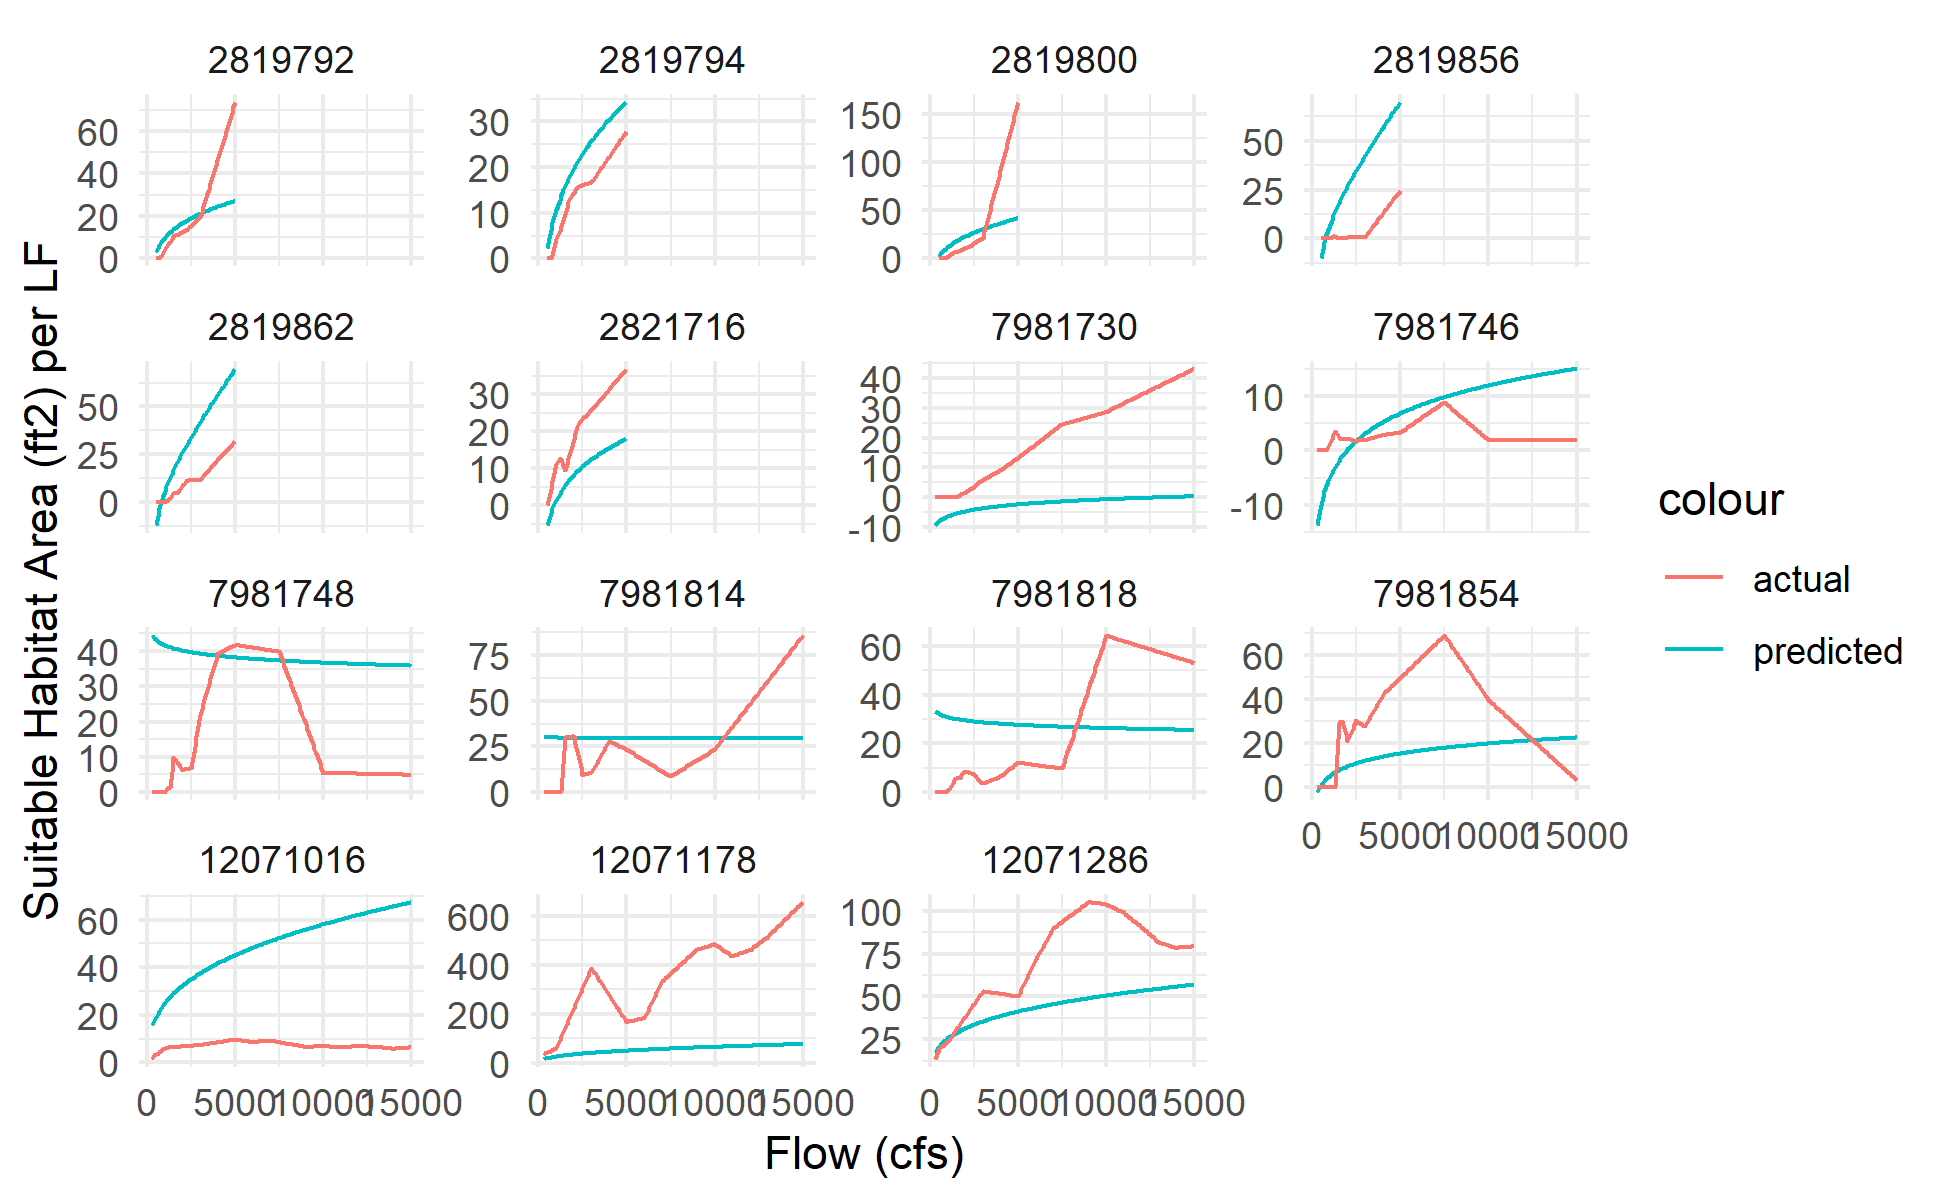 2819792 2819794 2819800 2819856
60 40 20 0
30 20 10 0
150 100 50 0
50 25 0
2819862 2821716 7981730 7981746
50 25 0
30 20 10 0
40 30 20 10 0 -10
10 0 -10
7981748 7981814 7981818 7981854
40 30 20 10 0
75 50 25 0
60 40 20 0
60 40 20 0
0 5000 10000 15000
12071016 12071178 12071286
60 40 20 0
600 400 200 0
100 75 50 25
0 5000 10000 15000
0 5000 10000 15000
0 5000 10000 15000
Flow (cfs)
Suitable Habitat Area (ft2) per LF
colour
actual
predicted